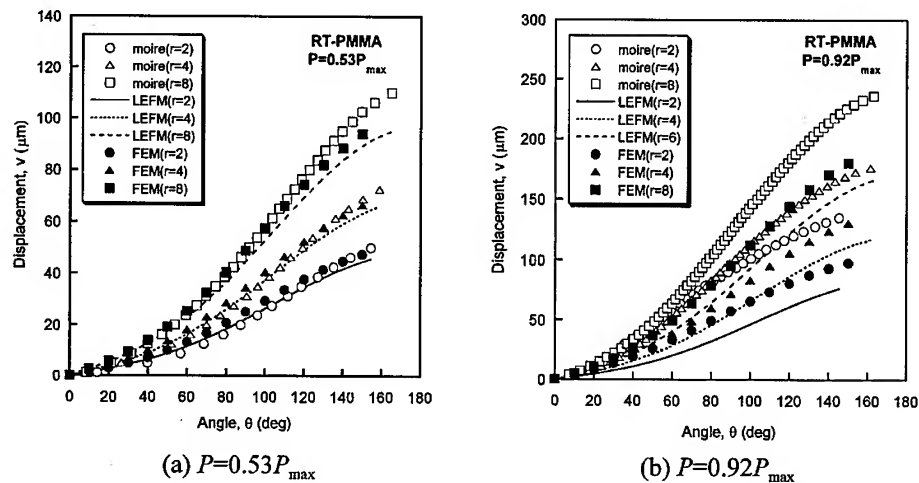 140
120
100
80
60
40
20
0
Displacement, v (μm)
moire(r=2)
moire(r=4)
moire(r=8)
LEFM(r=2)
LEFM(r=4)
LEFM(r=8)
FEM(r=2)
FEM(r=4)
FEM(r=8)
RT-PMMA
P=0.53Pmax
0 20 40 60 80 100 120 140 160 180
Angle, θ (deg)
(a) P=0.53Pmax
300
250
200
150
100
50
0
Displacement, v (μm)
moire(r=2)
moire(r=4)
moire(r=8)
LEFM(r=2)
LEFM(r=4)
LEFM(r=6)
FEM(r=2)
FEM(r=4)
FEM(r=8)
RT-PMMA
P=0.92Pmax
0 20 40 60 80 100 120 140 160 180
Angle, θ (deg)
(b) P=0.92Pmax